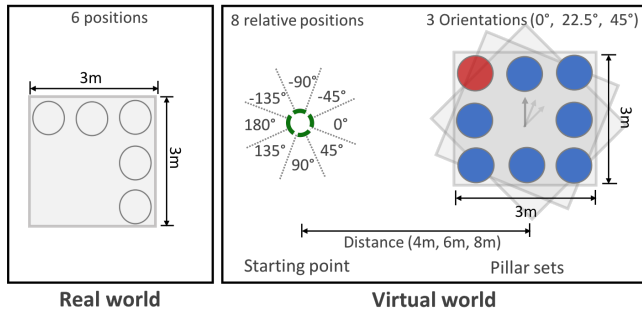 6 positions
3m
3m
Real world
8 relative positions
-90°
-135°
-45°
180°
0°
135°
45°
90°
Starting point
3 Orientations (0°, 22.5°, 45°)
3m
3m
Distance (4m, 6m, 8m)
Pillar sets
Virtual world